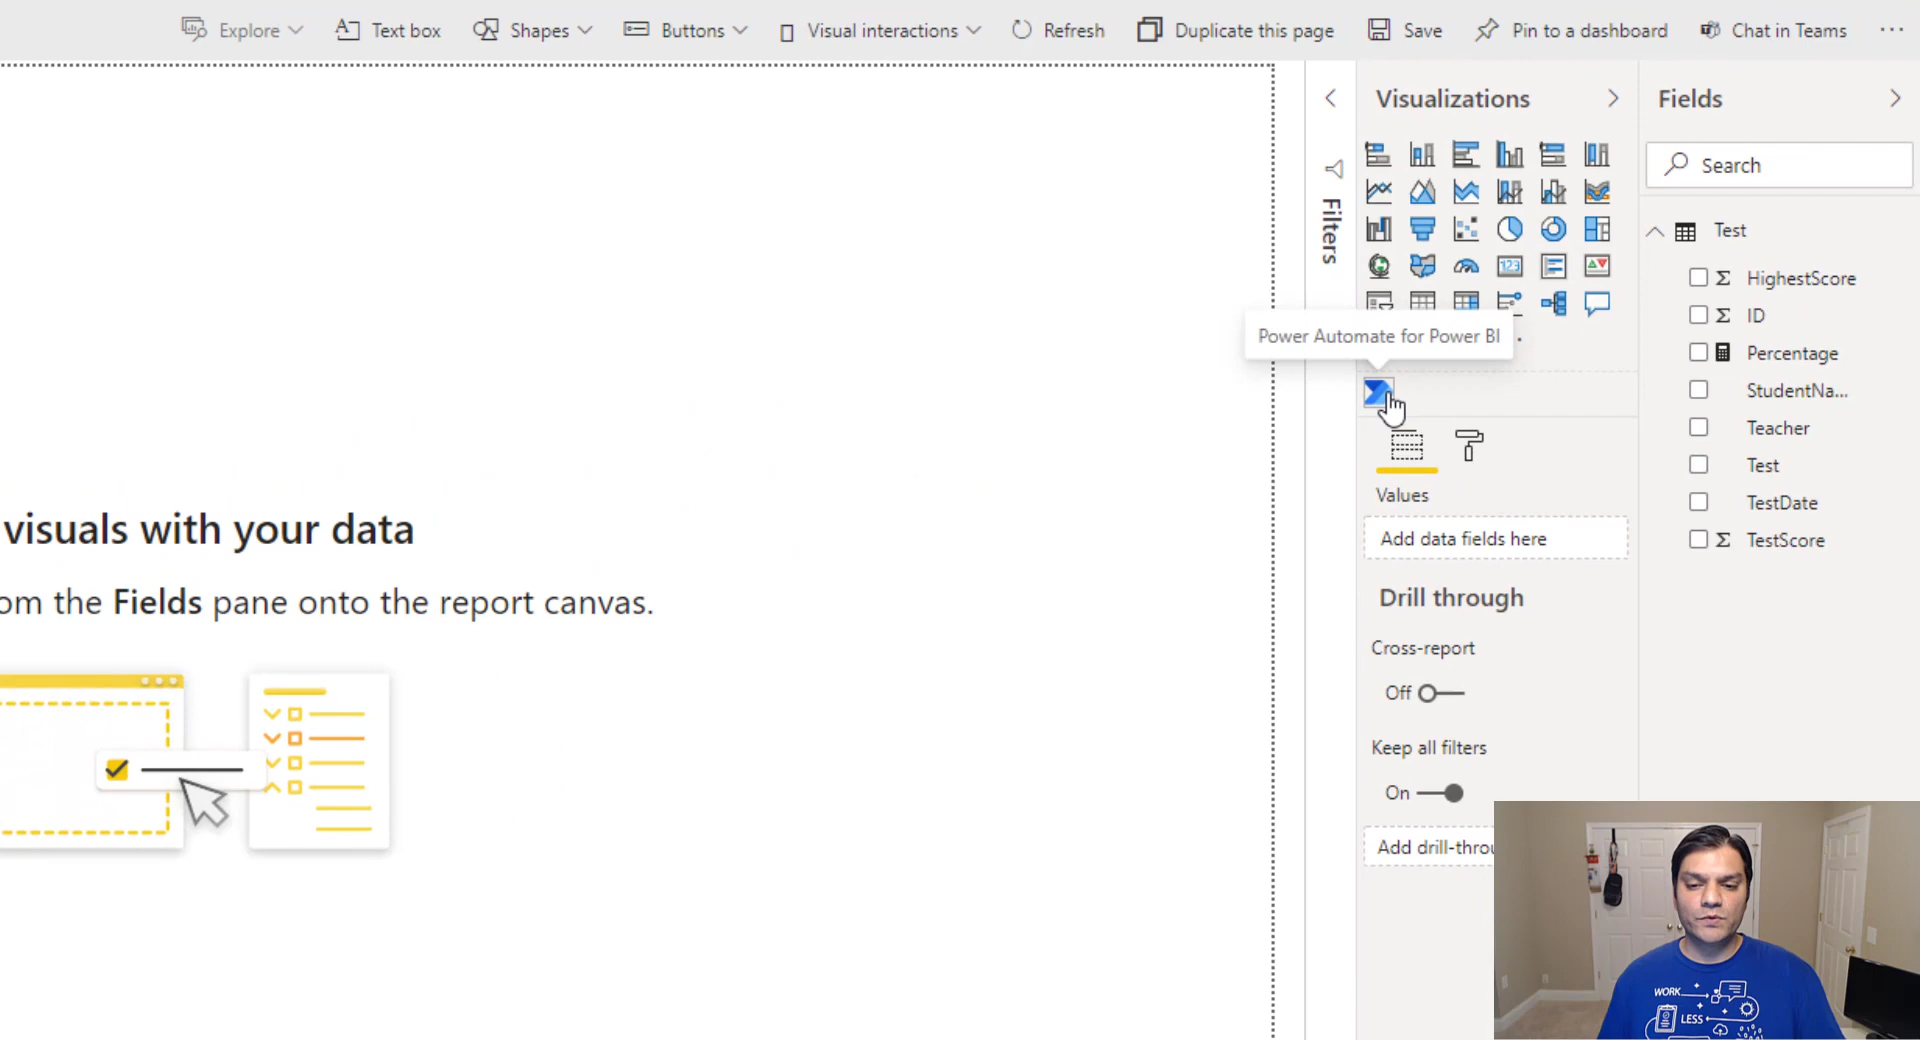 Explore
Text box
Shapes
Buttons
Visual interactions
Refresh
Duplicate this page
Save
Pin to a dashboard
Chat in Teams
Visualizations
Fields
Filters
Search
Test
HighestScore
ID
Percentage
StudentNa...
Teacher
Test
TestDate
TestScore
123
Power Automate for Power BI
Values
Add data fields here
Drill through
Cross-report
Off
Keep all filters
On
Add drill-throu
visuals with your data
om the Fields pane onto the report canvas.
WORK
LESS